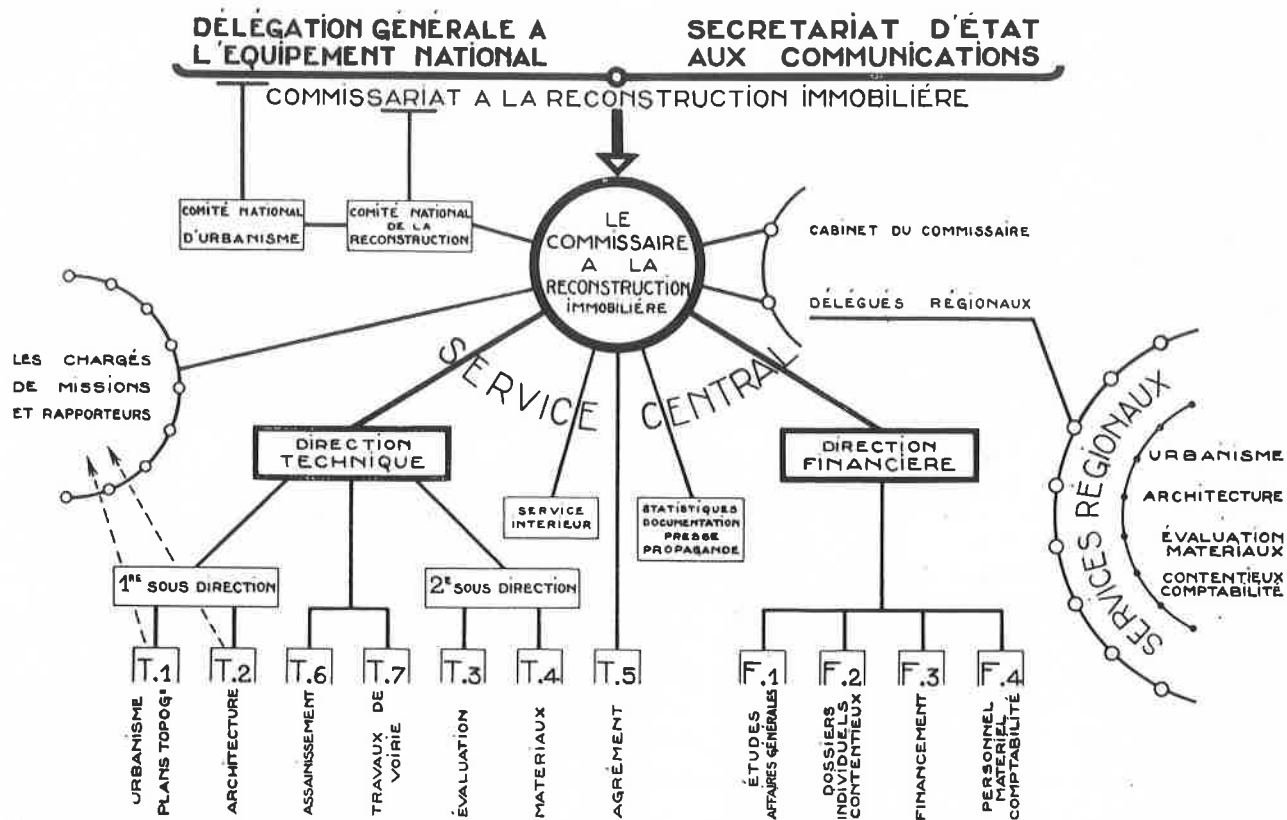 DÉLÉGATION GÉNÉRALE A
L'EQUIPEMENT NATIONAL
SECRETARIAT D'ÉTAT
AUX COMMUNICATIONS
COMMISSARIAT A LA RECONSTRUCTION IMMOBILIÉRE
COMITÉ NATIONAL
D'URBANISME
COMITÉ NATIONAL
DE LA
RECONSTRUCTION
LE
COMMISSAIRE
A LA
RECONSTRUCTION
IMMOBILIÉRE
CABINET DU COMMISSAIRE
DÉLÉGUÉS RÉGIONAUX
LES CHARGÉS
DE MISSIONS
ET RAPPORTEURS
SERVICE CENTRAL
DIRECTION
TECHNIQUE
DIRECTION
FINANCIERE
SERVICE
INTERIEUR
STATISTIQUES
DOCUMENTATION
PRESSE
PROPAGANDE
SERVICES RÉGIONAUX
URBANISME
ARCHITECTURE
ÉVALUATION
MATERIAUX
CONTENTIEUX
COMPTABILITÉ
1RE SOUS DIRECTION
2E SOUS DIRECTION
T.1
T.2
T.6
T.7
T.3
T.4
T.5
F.1
F.2
F.3
F.4
URBANISME
PLANS TOPOGS
ARCHITECTURE
ASSAINISSEMENT
TRAVAUX DE
VOIRIE
ÉVALUATION
MATERIAUX
AGRÉMENT
ÉTUDES
AFFAIRES GÉNÉRALES
DOSSIERS
INDIVIDUELS
CONTENTIEUX
FINANCEMENT
PERSONNEL
MATERIEL
COMPTABILITÉ